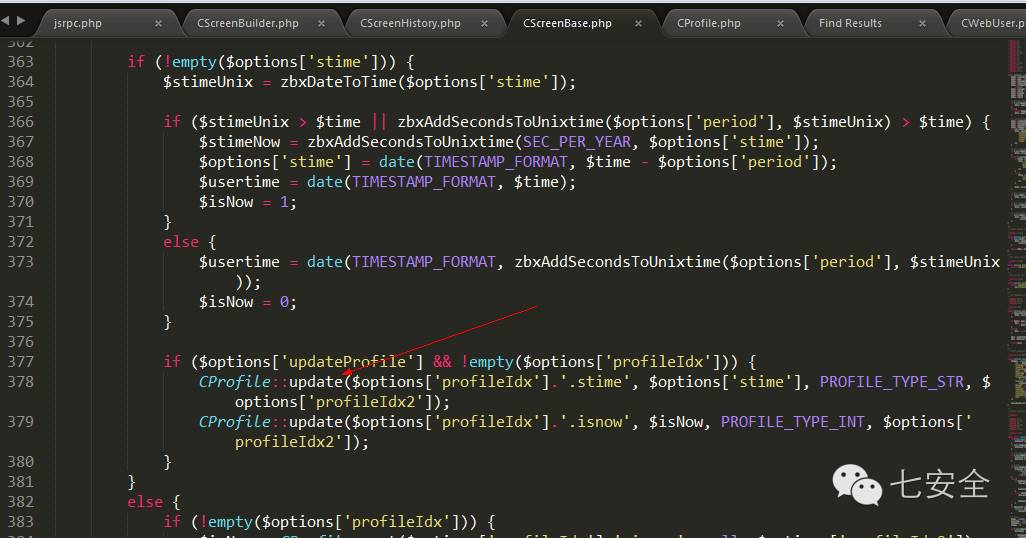 jsrpc.php × CScreenBuilder.php × CScreenHistory.php × CScreenBase.php × CProfile.php × Find Results × CWebUser.p
362
363 if (!empty($options['stime'])) {
364 $stimeUnix = zbxDateToTime($options['stime']);
365
366 if ($stimeUnix > $time || zbxAddSecondsToUnixtime($options['period'], $stimeUnix) > $time) {
367 $stimeNow = zbxAddSecondsToUnixtime(SEC_PER_YEAR, $options['stime']);
368 $options['stime'] = date(TIMESTAMP_FORMAT, $time - $options['period']);
369 $usertime = date(TIMESTAMP_FORMAT, $time);
370 $isNow = 1;
371 }
372 else {
373 $usertime = date(TIMESTAMP_FORMAT, zbxAddSecondsToUnixtime($options['period'], $stimeUnix
));
374 $isNow = 0;
375 }
376
377 if ($options['updateProfile'] && !empty($options['profileIdx'])) {
378 CProfile::update($options['profileIdx'].'.stime', $options['stime'], PROFILE_TYPE_STR, $
options['profileIdx2']);
379 CProfile::update($options['profileIdx'].'.isnow', $isNow, PROFILE_TYPE_INT, $options['
profileIdx2']);
380 }
381 }
382 else {
383 if (!empty($options['profileIdx'])) {
七安全